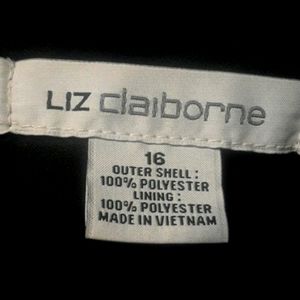 LIZ claiborne
16
OUTER SHELL :
100% POLYESTER
LINING :
100% POLYESTER
MADE IN VIETNAM